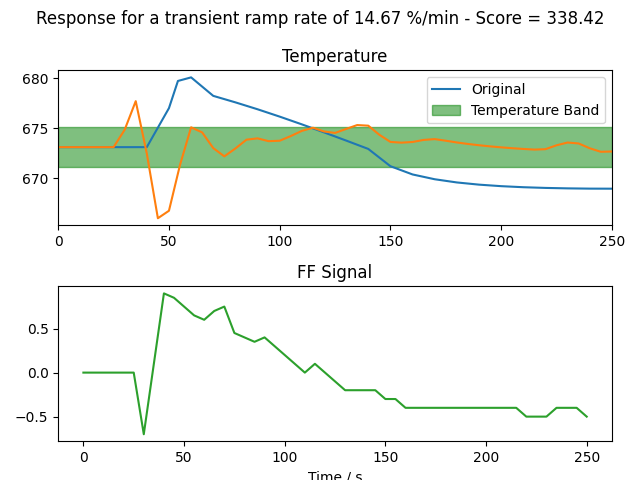 Response for a transient ramp rate of 14.67 %/min - Score = 338.42
Temperature
680
675
670
Original
Temperature Band
0 50 100 150 200 250
FF Signal
0.5
0.0
−0.5
0 50 100 150 200 250
Time / s